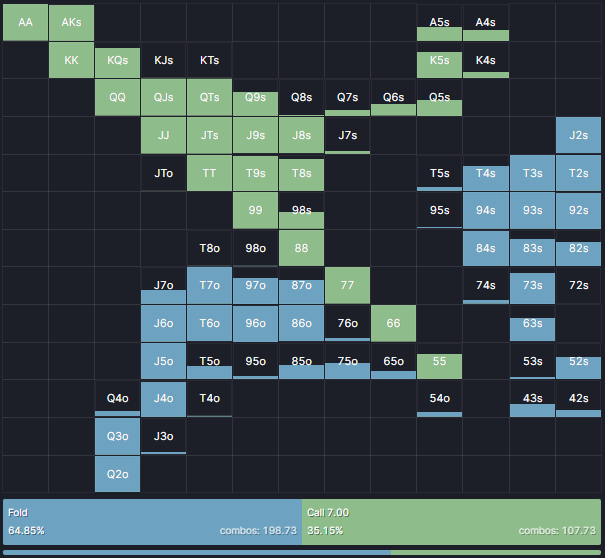 AA AKs A5s A4s
KK KQs KJs KTs K5s K4s
QQ QJs QTs Q9s Q8s Q7s Q6s Q5s
JJ JTs J9s J8s J7s J2s
JTo TT T9s T8s T5s T4s T3s T2s
99 98s 95s 94s 93s 92s
T8o 98o 88 84s 83s 82s
J7o T7o 97o 87o 77 74s 73s 72s
J6o T6o 96o 86o 76o 66 63s
J5o T5o 95o 85o 75o 65o 55 53s 52s
Q4o J4o T4o 54o 43s 42s
Q3o J3o
Q2o
Fold Call 7.00
64.85% combos: 198.73 35.15% combos: 107.73